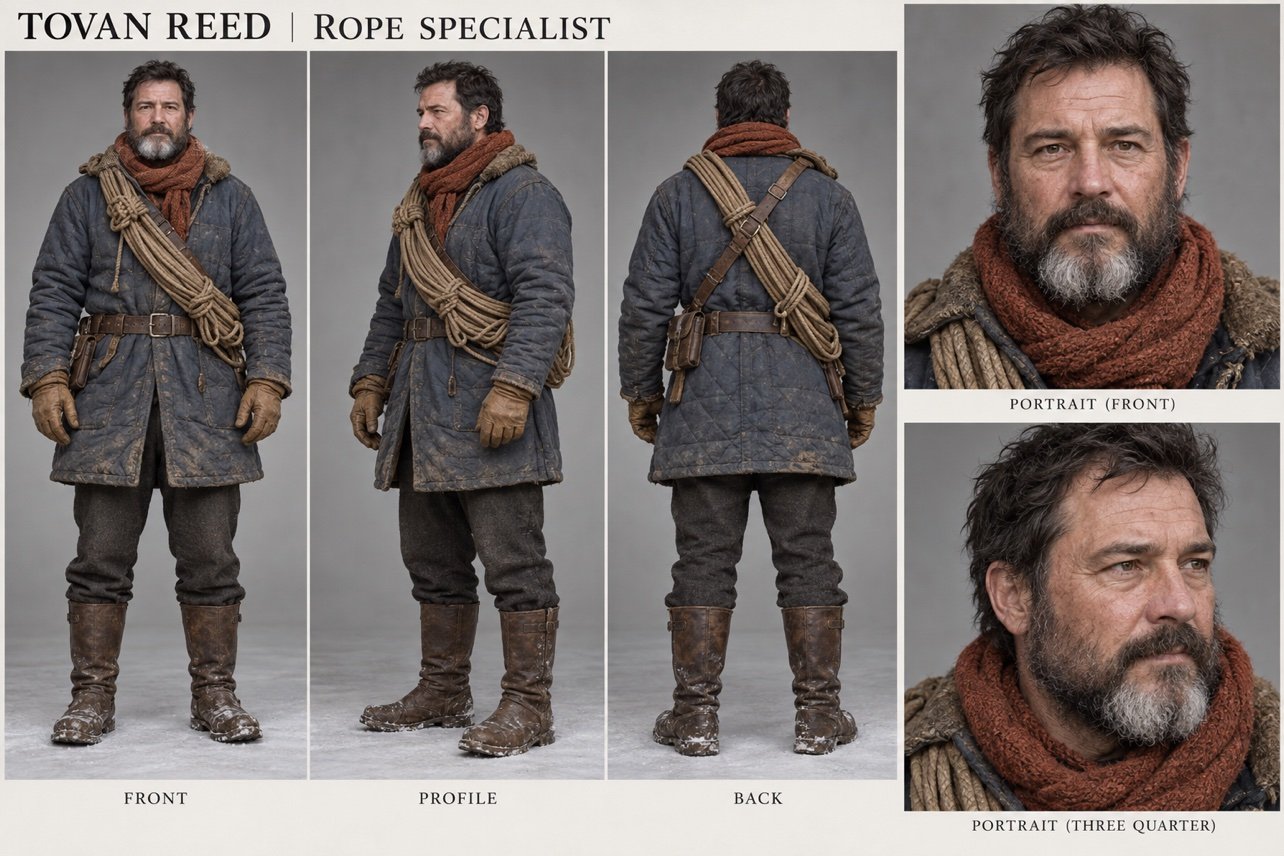 TOVAN REED | ROPE SPECIALIST
FRONT
PROFILE
BACK
PORTRAIT (FRONT)
PORTRAIT (THREE QUARTER)